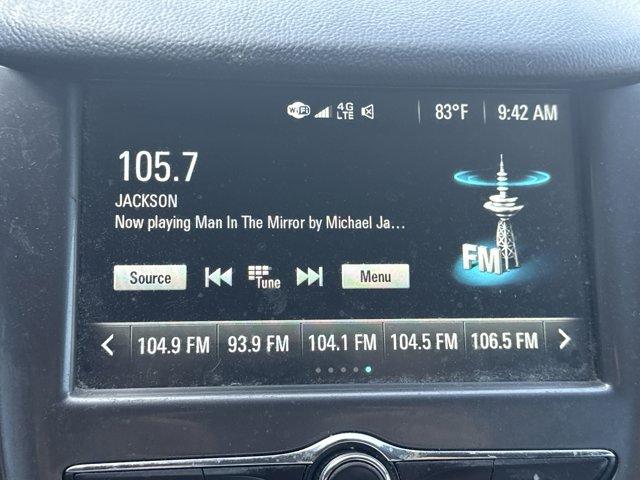 WiFi 4G LTE 83°F 9:42 AM
105.7
JACKSON
Now playing Man In The Mirror by Michael Ja...
FM
Source Tune Menu
104.9 FM 93.9 FM 104.1 FM 104.5 FM 106.5 FM